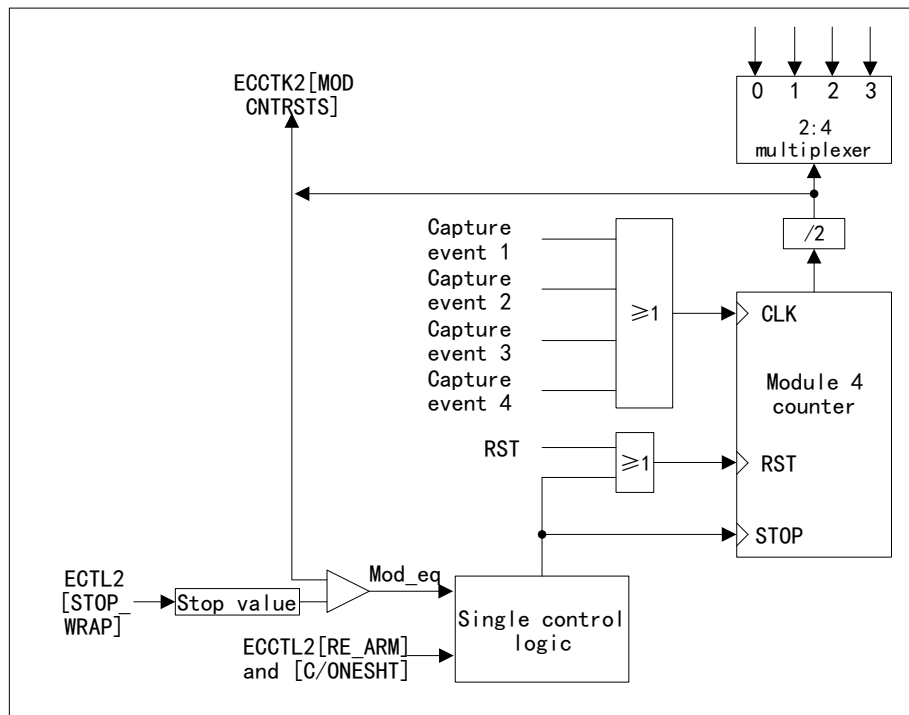 ECCTK2[MOD
CNTRSTS]
0 1 2 3
2:4
multiplexer
/2
Capture
event 1
Capture
event 2
Capture
event 3
Capture
event 4
≥1
CLK
Module 4
counter
RST
≥1
RST
STOP
ECTL2
[STOP_
WRAP]
Stop value
Mod_eq
Single control
logic
ECCTL2[RE_ARM]
and [C/ONESHT]